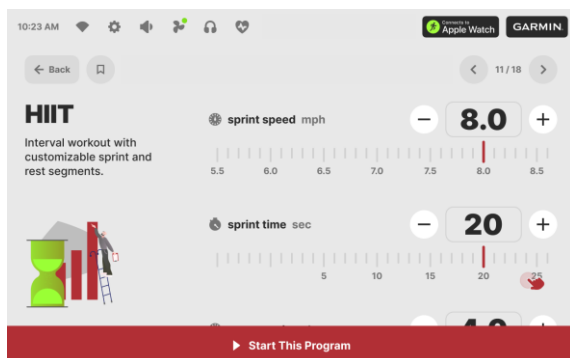 10:23 AM
Connects to
Apple Watch
GARMIN
Back
11/18
HIIT
Interval workout with
customizable sprint and
rest segments.
sprint speed mph
8.0
5.5 6.0 6.5 7.0 7.5 8.0 8.5
sprint time sec
20
5 10 15 20 25
Start This Program